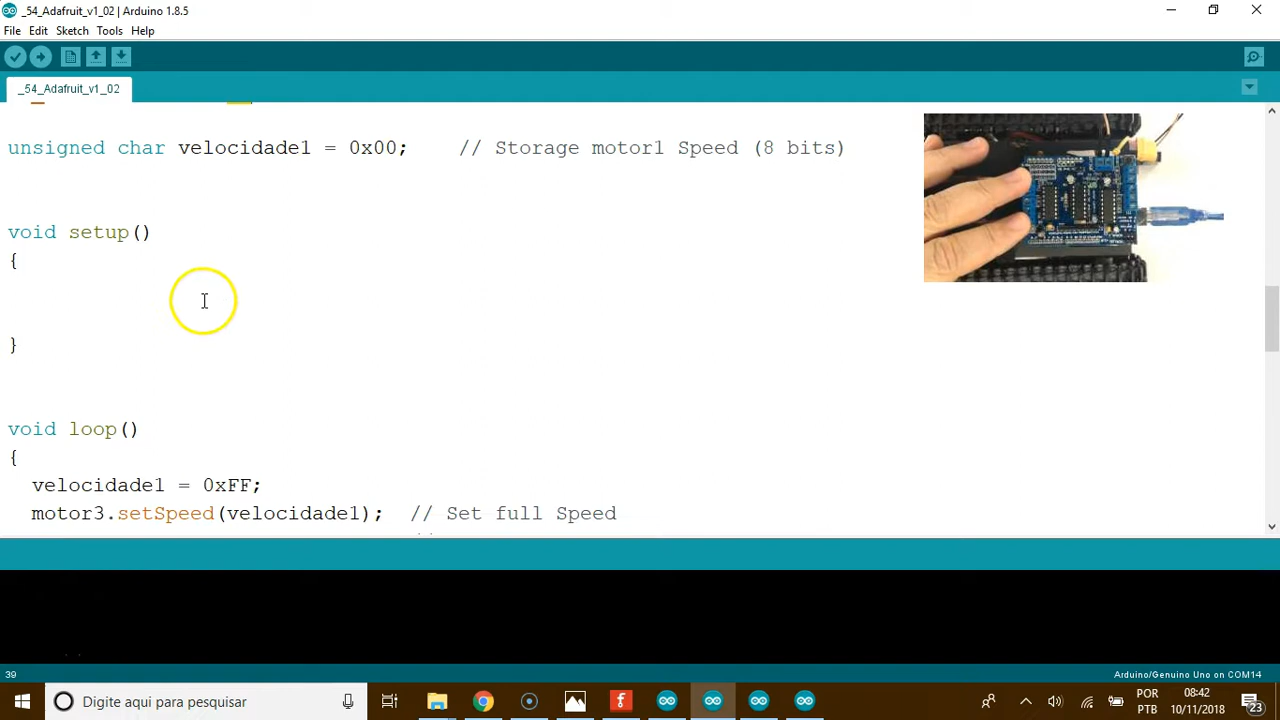 _54_Adafruit_v1_02 | Arduino 1.8.5
File Edit Sketch Tools Help
_54_Adafruit_v1_02
unsigned char velocidade1 = 0x00; // Storage motor1 Speed (8 bits)
void setup()
{
}
void loop()
{
velocidade1 = 0xFF;
motor3.setSpeed(velocidade1); // Set full Speed
39
Arduino/Genuino Uno on COM14
Digite aqui para pesquisar
POR
PTB
08:42
10/11/2018
23